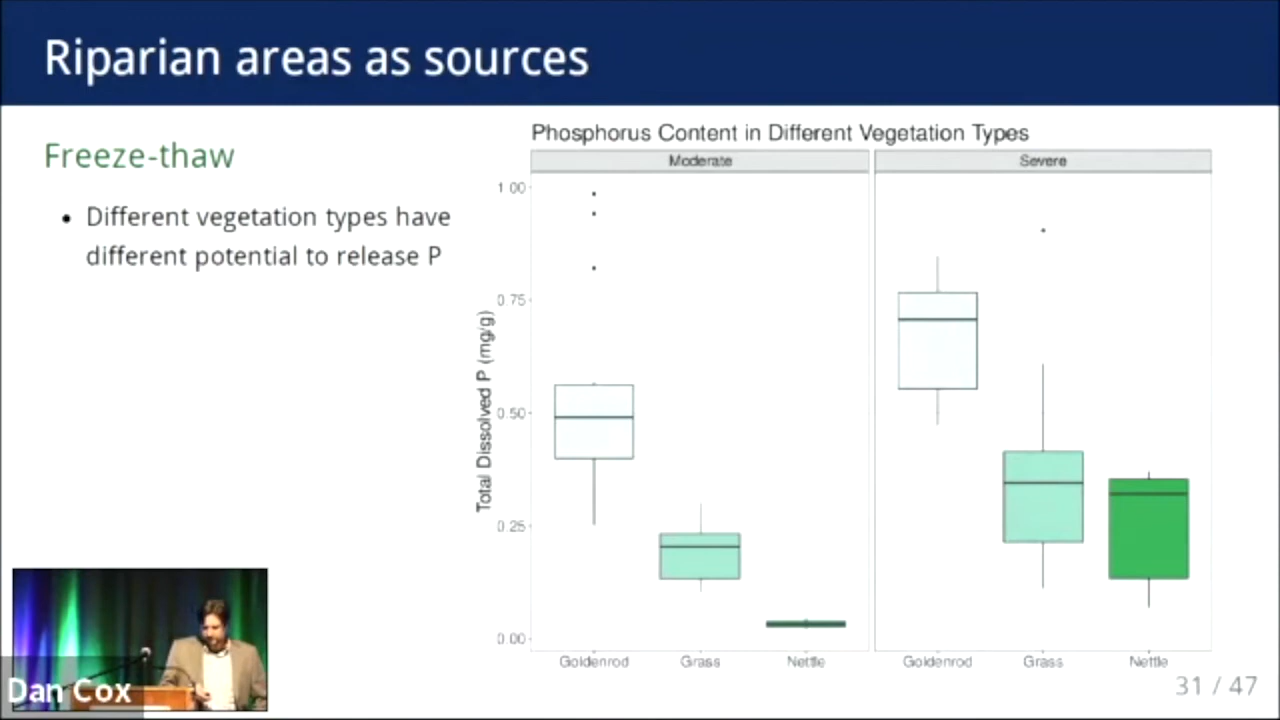 Riparian areas as sources
Freeze-thaw
• Different vegetation types have
different potential to release P
Phosphorus Content in Different Vegetation Types
Moderate
Severe
Total Dissolved P (mg/g)
1.00
0.75
0.50
0.25
0.00
Goldenrod Grass Nettle
Goldenrod Grass Nettle
Dan Cox
31 / 47